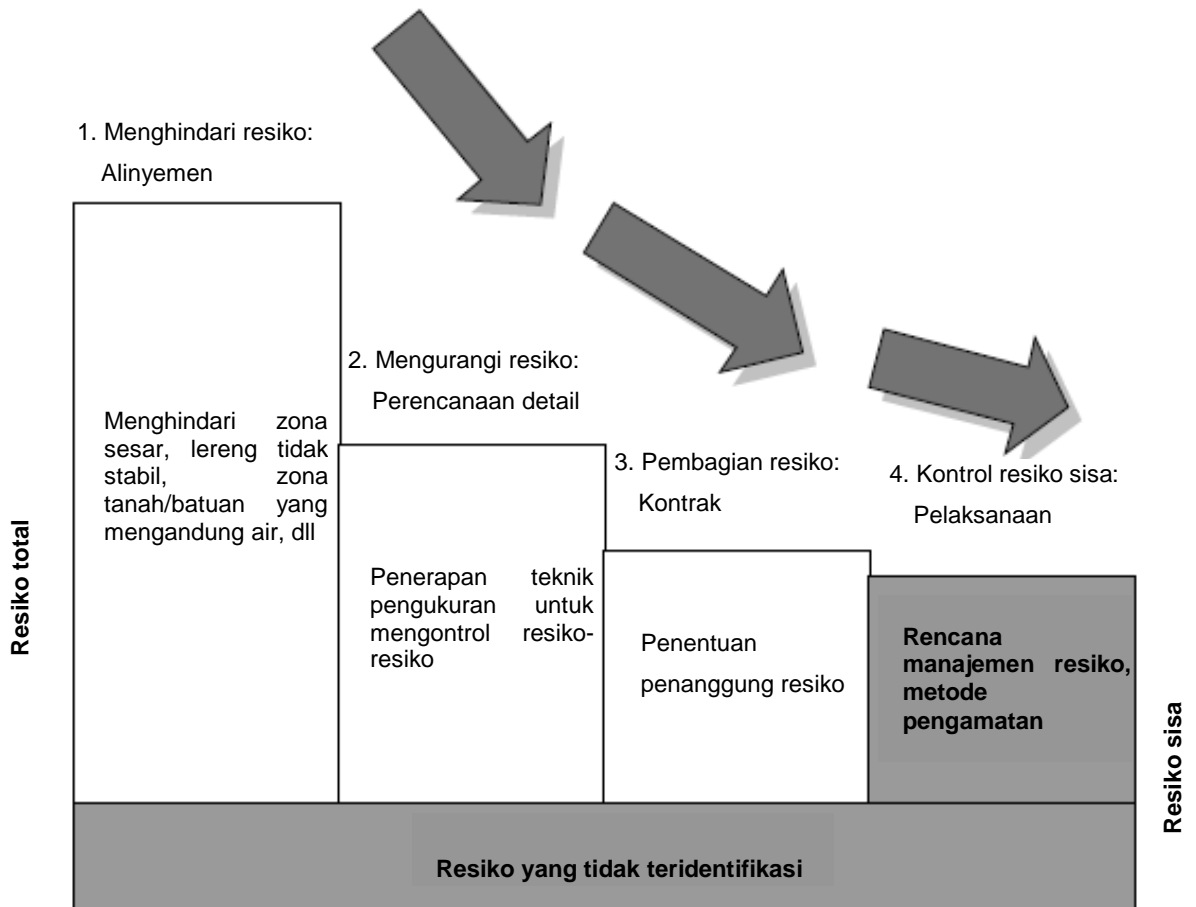 1. Menghindari resiko:
Alinyemen
Menghindari zona
sesar, lereng tidak
stabil, zona
tanah/batuan yang
mengandung air, dll
2. Mengurangi resiko:
Perencanaan detail
Penerapan teknik
pengukuran untuk
mengontrol resiko-
resiko
3. Pembagian resiko:
Kontrak
Penentuan
penanggung resiko
4. Kontrol resiko sisa:
Pelaksanaan
Rencana
manajemen resiko,
metode
pengamatan
Resiko total
Resiko sisa
Resiko yang tidak teridentifikasi